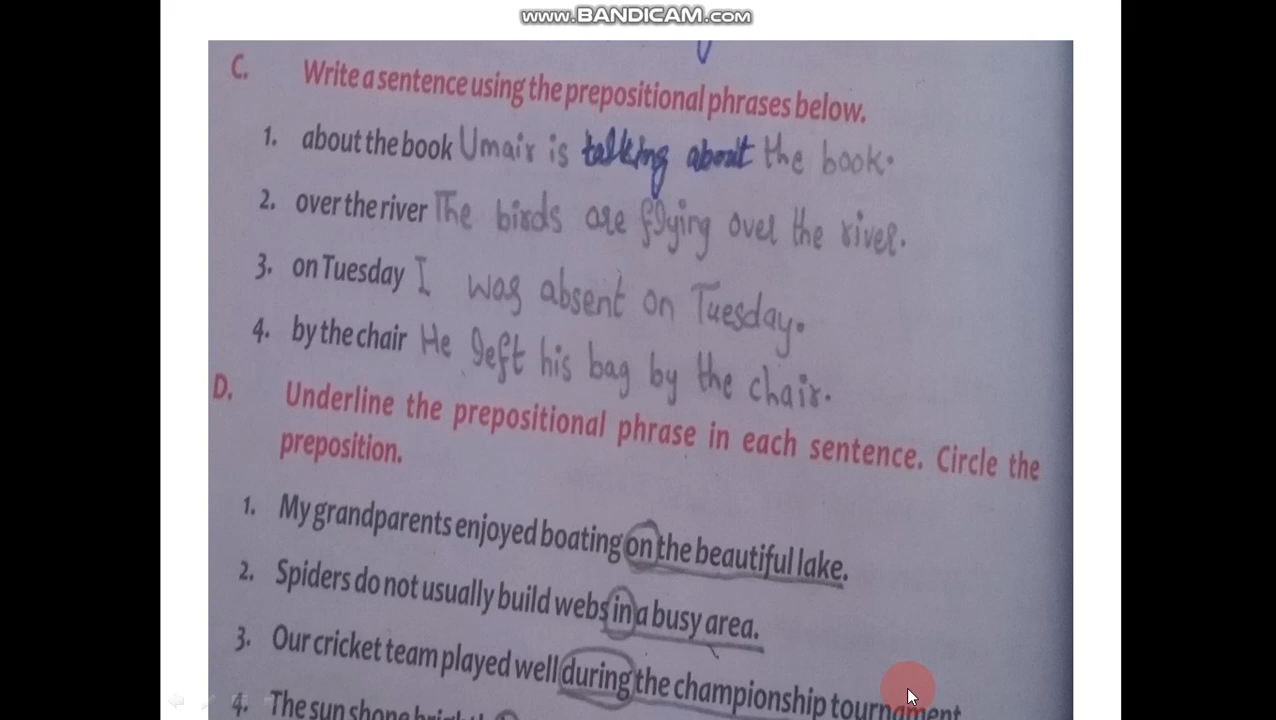 WWW.BANDICAM.COM
C. Write a sentence using the prepositional phrases below.
1. about the book Umair is talking about the book.
2. over the river The birds are flying over the river.
3. on Tuesday I was absent on Tuesday.
4. by the chair He left his bag by the chair.
D. Underline the prepositional phrase in each sentence. Circle the
preposition.
1. My grandparents enjoyed boating on the beautiful lake.
2. Spiders do not usually build webs in a busy area.
3. Our cricket team played well during the championship tournament
4. The sun shone